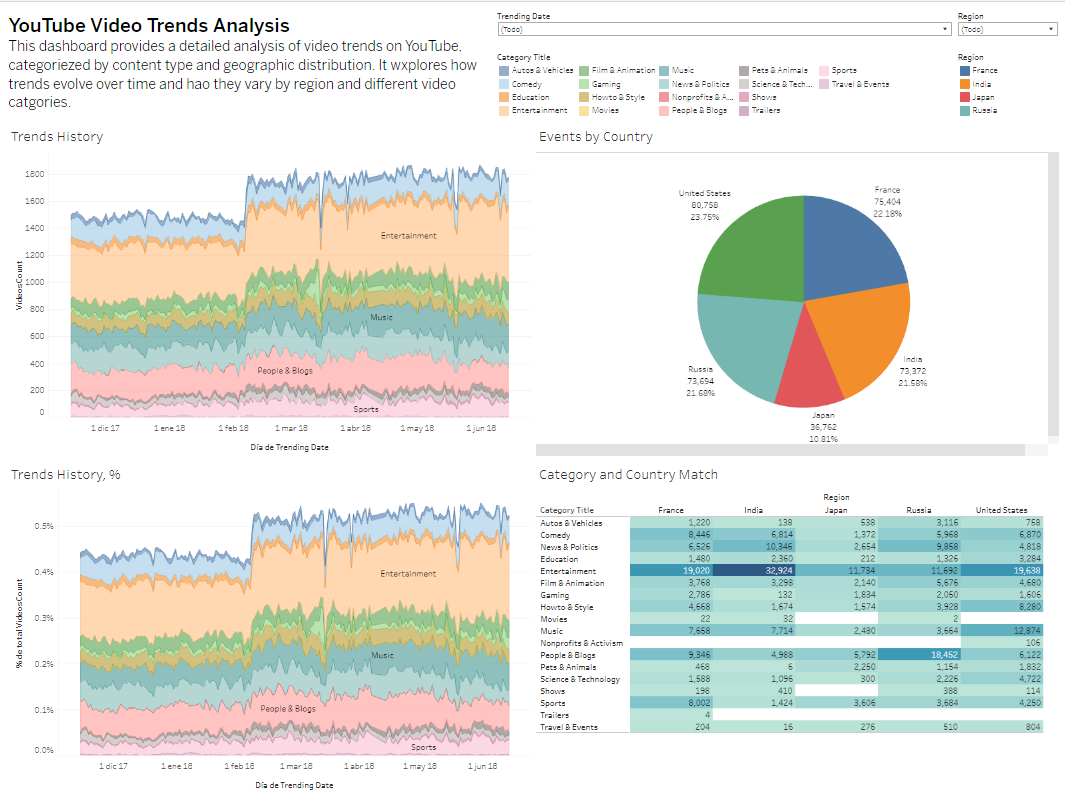 YouTube Video Trends Analysis
This dashboard provides a detailed analysis of video trends on YouTube,
categoriezed by content type and geographic distribution. It wxplores how
trends evolve over time and hao they vary by region and different video
catgories.
Trending Date
(Todo)
Region
(Todo)
Category Title
Autos & Vehicles Film & Animation Music Pets & Animals Sports
Comedy Gaming News & Politics Science & Tech... Travel & Events
Education Howto & Style Nonprofits & A... Shows
Entertainment Movies People & Blogs Trailers
Region
France
India
Japan
Russia
Trends History
1800
1600
1400
1200
1000
800
600
400
200
0
VideosCount
Entertainment
Music
People & Blogs
Sports
1 dic 17 1 ene 18 1 feb 18 1 mar 18 1 abr 18 1 may 18 1 jun 18
Día de Trending Date
Events by Country
United States
80,758
23.75%
France
75,404
22.18%
India
73,372
21.58%
Russia
73,694
21.68%
Japan
36,762
10.81%
Trends History, %
0.5%
0.4%
0.3%
0.2%
0.1%
0.0%
% de total VideosCount
Entertainment
Music
People & Blogs
Sports
1 dic 17 1 ene 18 1 feb 18 1 mar 18 1 abr 18 1 may 18 1 jun 18
Día de Trending Date
Category and Country Match
Region
Category Title France India Japan Russia United States
Autos & Vehicles 1,220 138 538 3,116 758
Comedy 8,446 6,814 1,372 5,968 6,870
News & Politics 6,526 10,346 2,654 9,858 4,818
Education 1,480 2,360 212 1,326 3,284
Entertainment 19,020 32,924 11,734 11,692 19,638
Film & Animation 3,768 3,298 2,140 5,676 4,680
Gaming 2,786 132 1,834 2,050 1,606
Howto & Style 4,668 1,674 1,574 3,928 8,280
Movies 22 32 2
Music 7,658 7,714 2,480 3,664 12,874
Nonprofits & Activism 106
People & Blogs 9,346 4,988 5,792 18,452 6,122
Pets & Animals 468 6 2,250 1,154 1,832
Science & Technology 1,588 1,096 300 2,226 4,722
Shows 198 410 388 114
Sports 8,002 1,424 3,606 3,684 4,250
Trailers 4
Travel & Events 204 16 276 510 804